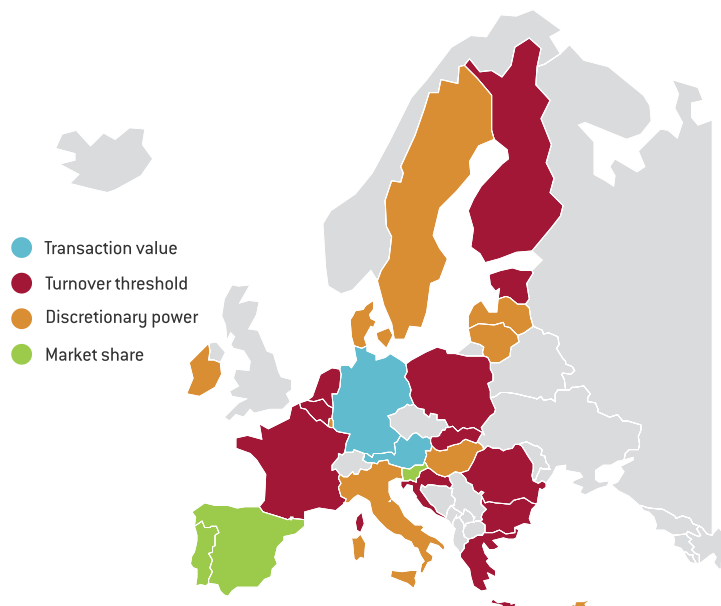 Transaction value
Turnover threshold
Discretionary power
Market share